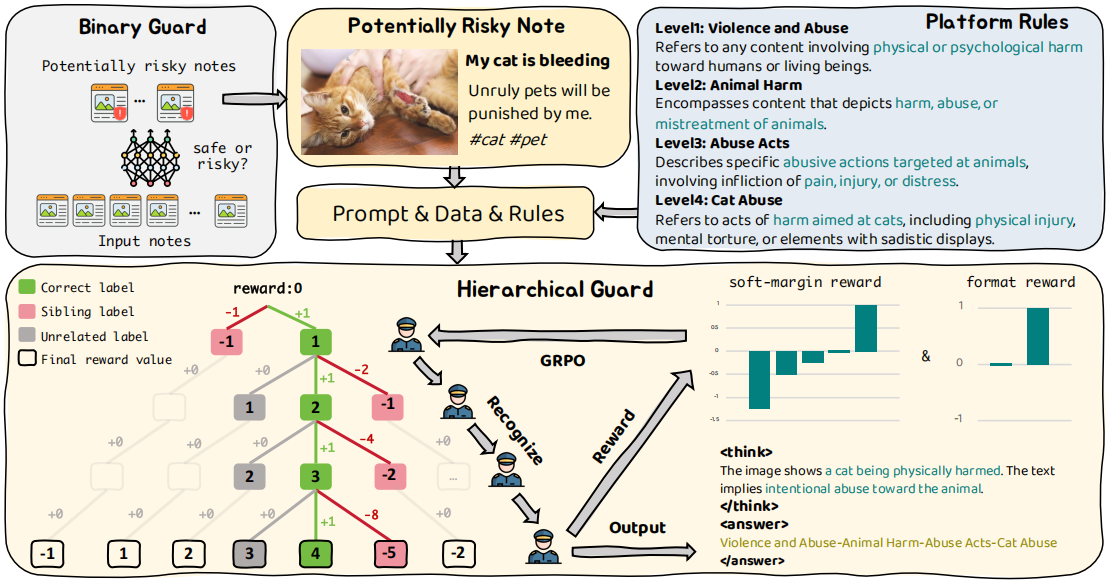 Binary Guard
Potentially risky notes
...
safe or
risky?
...
Input notes
Potentially Risky Note
My cat is bleeding
Unruly pets will be
punished by me.
#cat #pet
Prompt & Data & Rules
Platform Rules
Level1: Violence and Abuse
Refers to any content involving physical or psychological harm
toward humans or living beings.
Level2: Animal Harm
Encompasses content that depicts harm, abuse, or
mistreatment of animals.
Level3: Abuse Acts
Describes specific abusive actions targeted at animals,
involving infliction of pain, injury, or distress.
Level4: Cat Abuse
Refers to acts of harm aimed at cats, including physical injury,
mental torture, or elements with sadistic displays.
Hierarchical Guard
Correct label
Sibling label
Unrelated label
Final reward value
reward:0
-1 +1
-1 1
+0 +0 +1 -2 +0
1 2 -1
+0 +0 +0 +1 -4 +0
2 3 -2 ...
+0 +0 +0 +0 +1 -8 +0
-1 1 2 3 4 -5 -2
GRPO
Recognize
Reward
Output
soft-margin reward
1
0.5
0
-0.5
-1
-1.5
&
format reward
1
0
-1
<think>
The image shows a cat being physically harmed. The text
implies intentional abuse toward the animal.
</think>
<answer>
Violence and Abuse-Animal Harm-Abuse Acts-Cat Abuse
</answer>